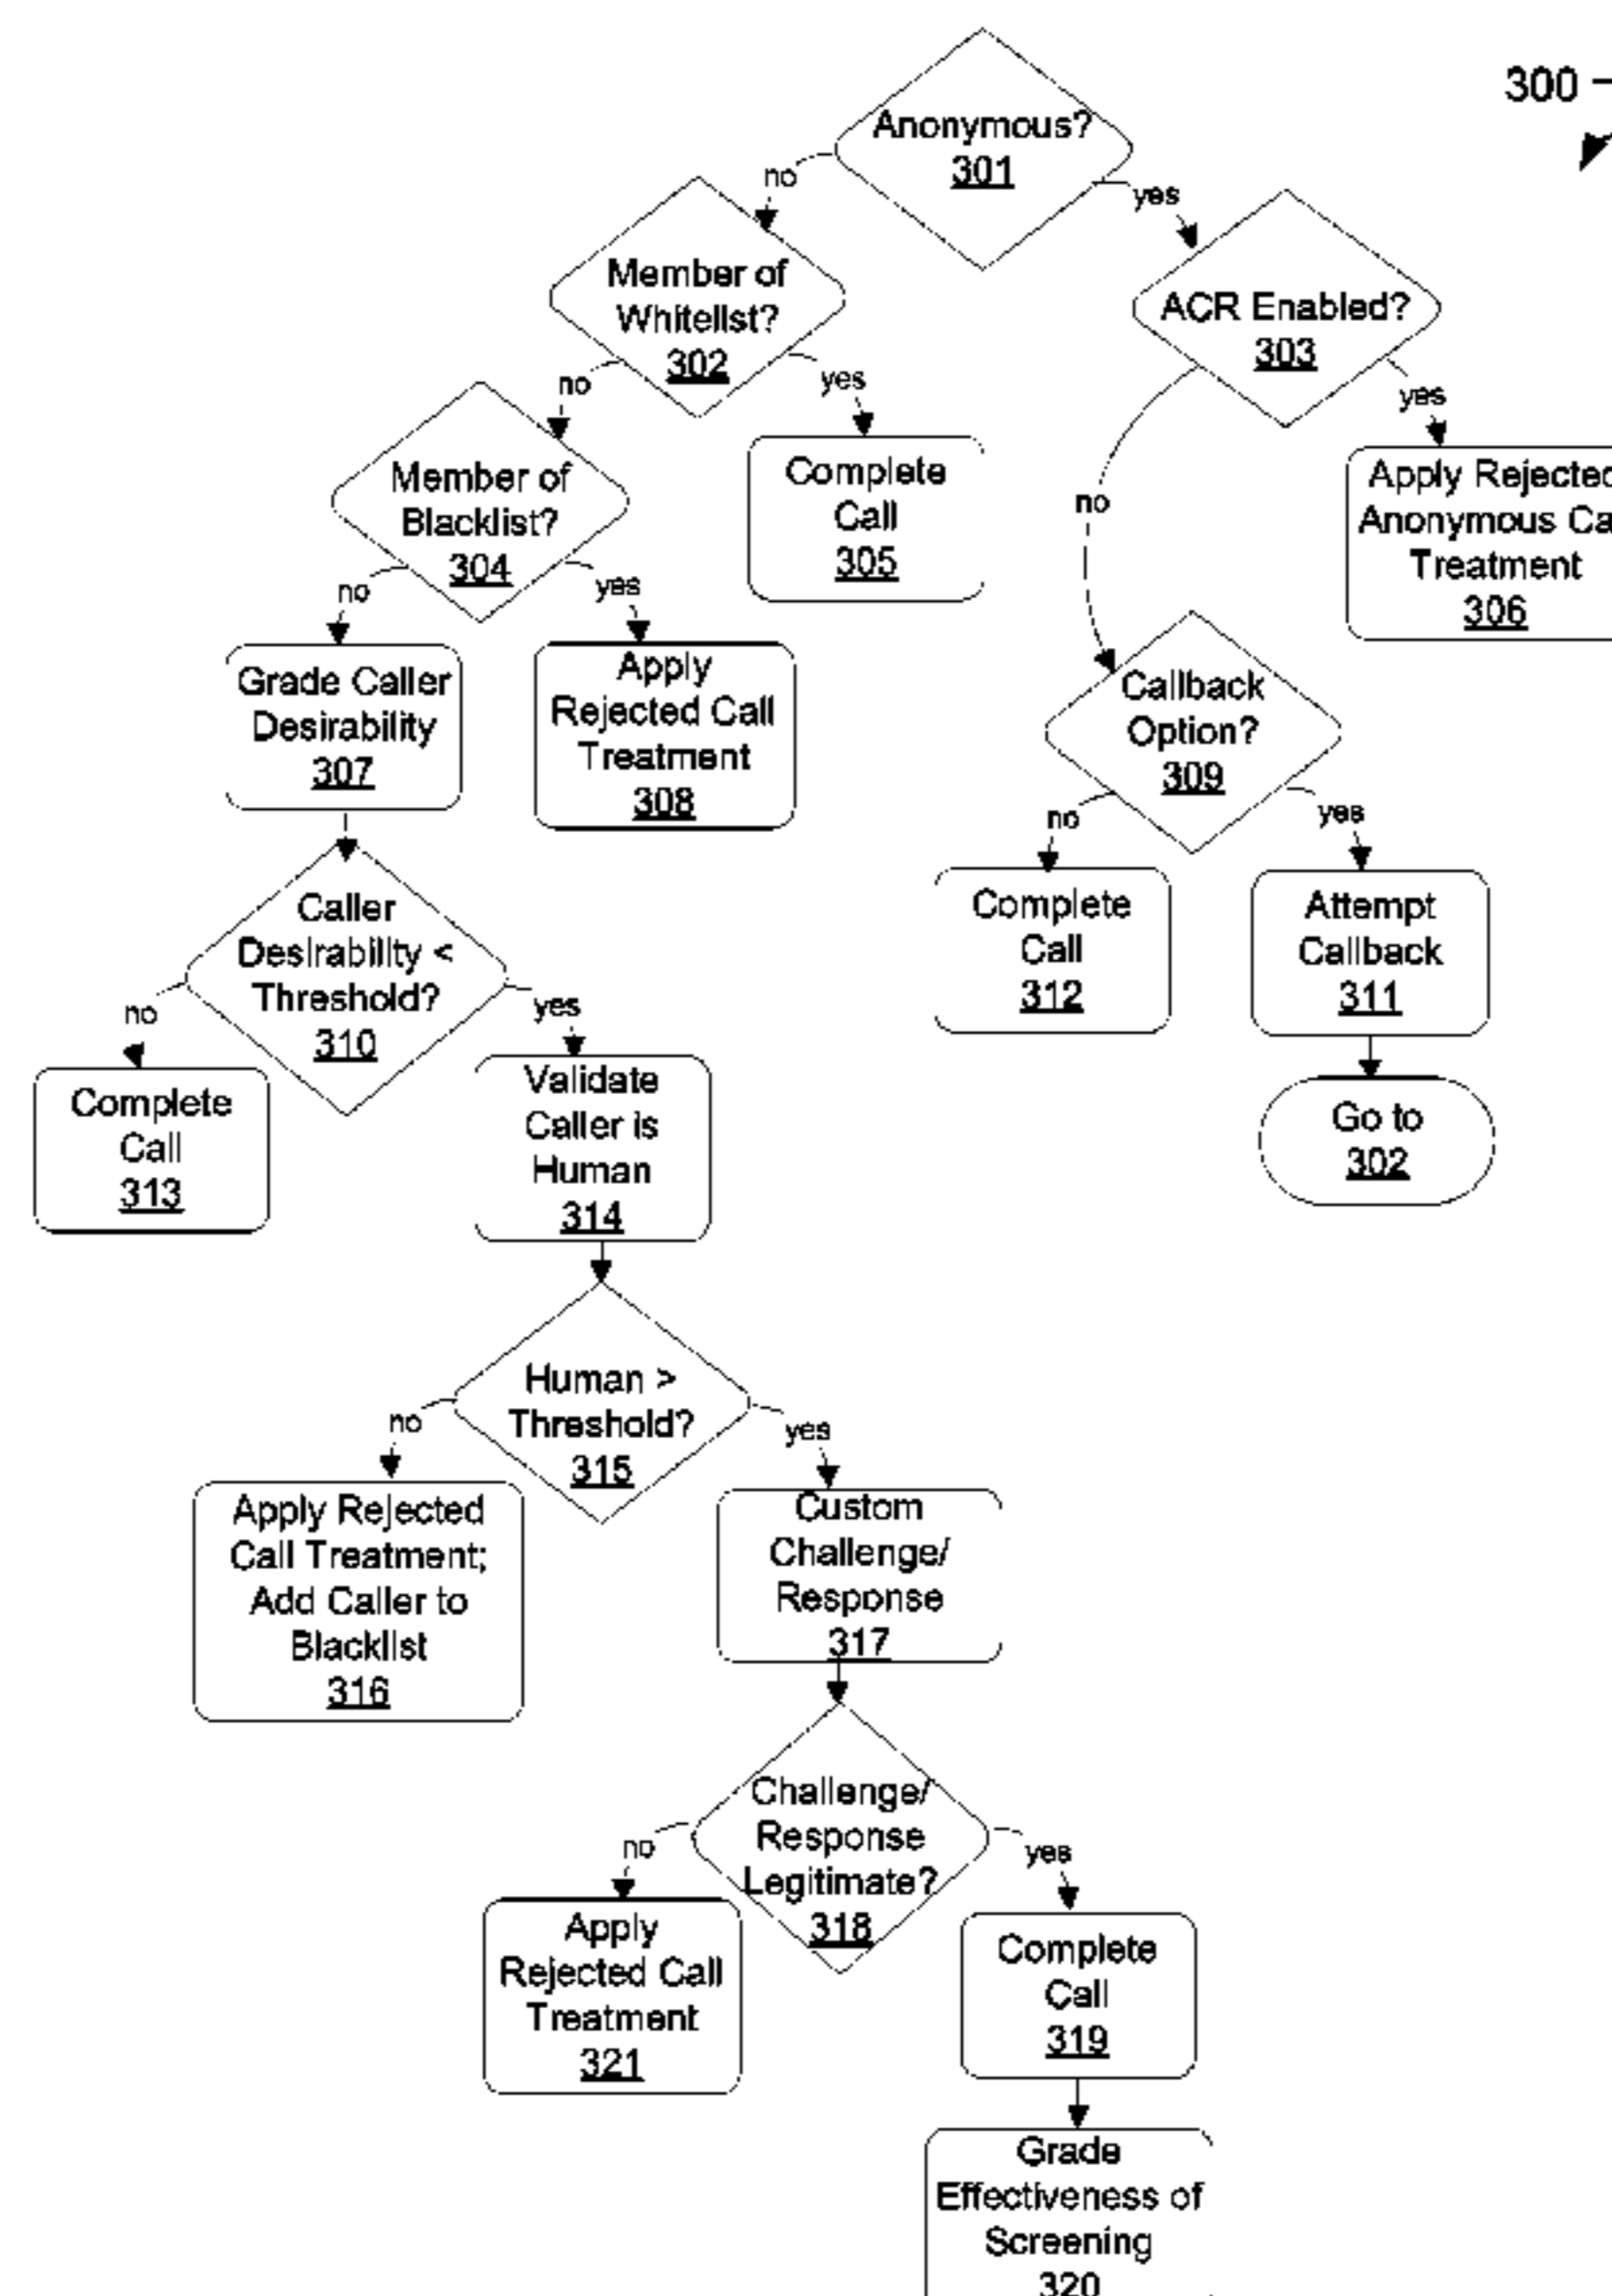 300
Anonymous?
301
no
yes
Member of
Whitelist?
302
ACR Enabled?
303
no
yes
no
yes
Member of
Blacklist?
304
Complete
Call
305
Apply Rejected
Anonymous Ca
Treatment
306
no
yes
Grade Caller
Desirability
307
Apply
Rejected Call
Treatment
308
Callback
Option?
309
no
yes
Caller
Desirability <
Threshold?
310
Complete
Call
312
Attempt
Callback
311
no
yes
Complete
Call
313
Validate
Caller is
Human
314
Go to
302
Human >
Threshold?
315
no
yes
Apply Rejected
Call Treatment;
Add Caller to
Blacklist
316
Custom
Challenge/
Response
317
Challenge/
Response
Legitimate?
318
no
yes
Apply
Rejected Call
Treatment
321
Complete
Call
319
Grade
Effectiveness of
Screening
320